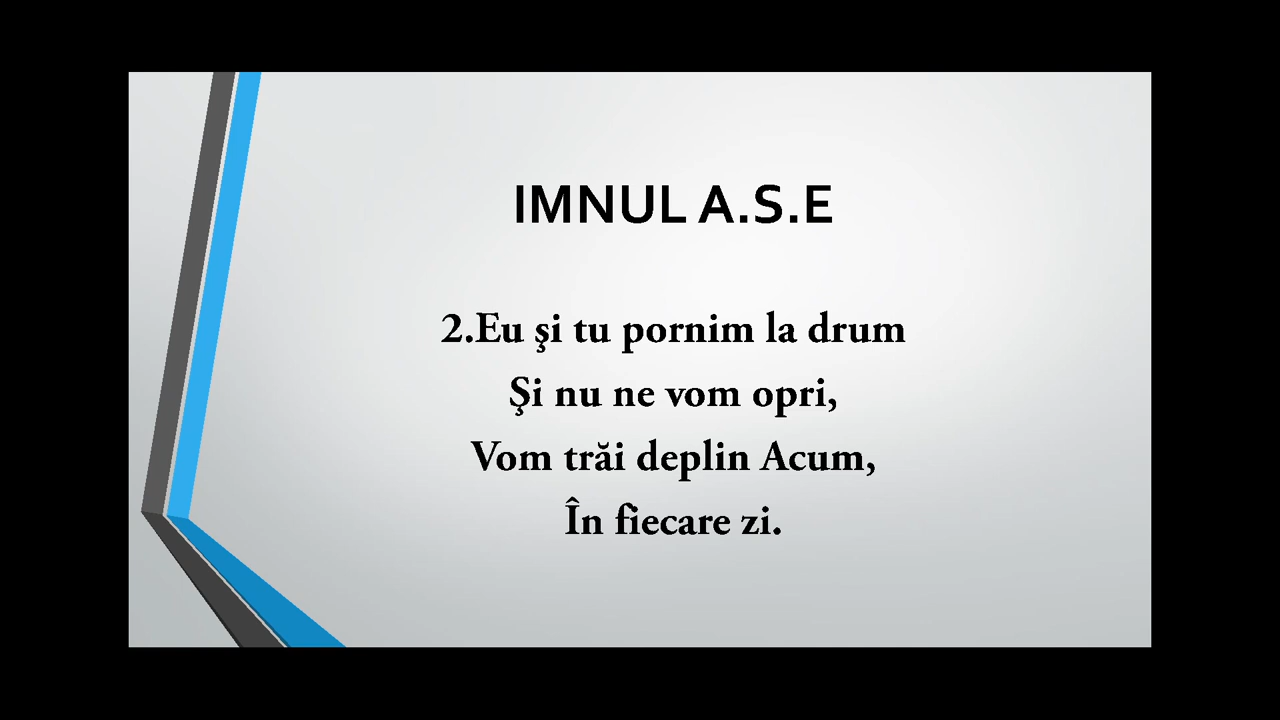 IMNUL A.S.E
2.Eu şi tu pornim la drum
Şi nu ne vom opri,
Vom trăi deplin Acum,
În fiecare zi.